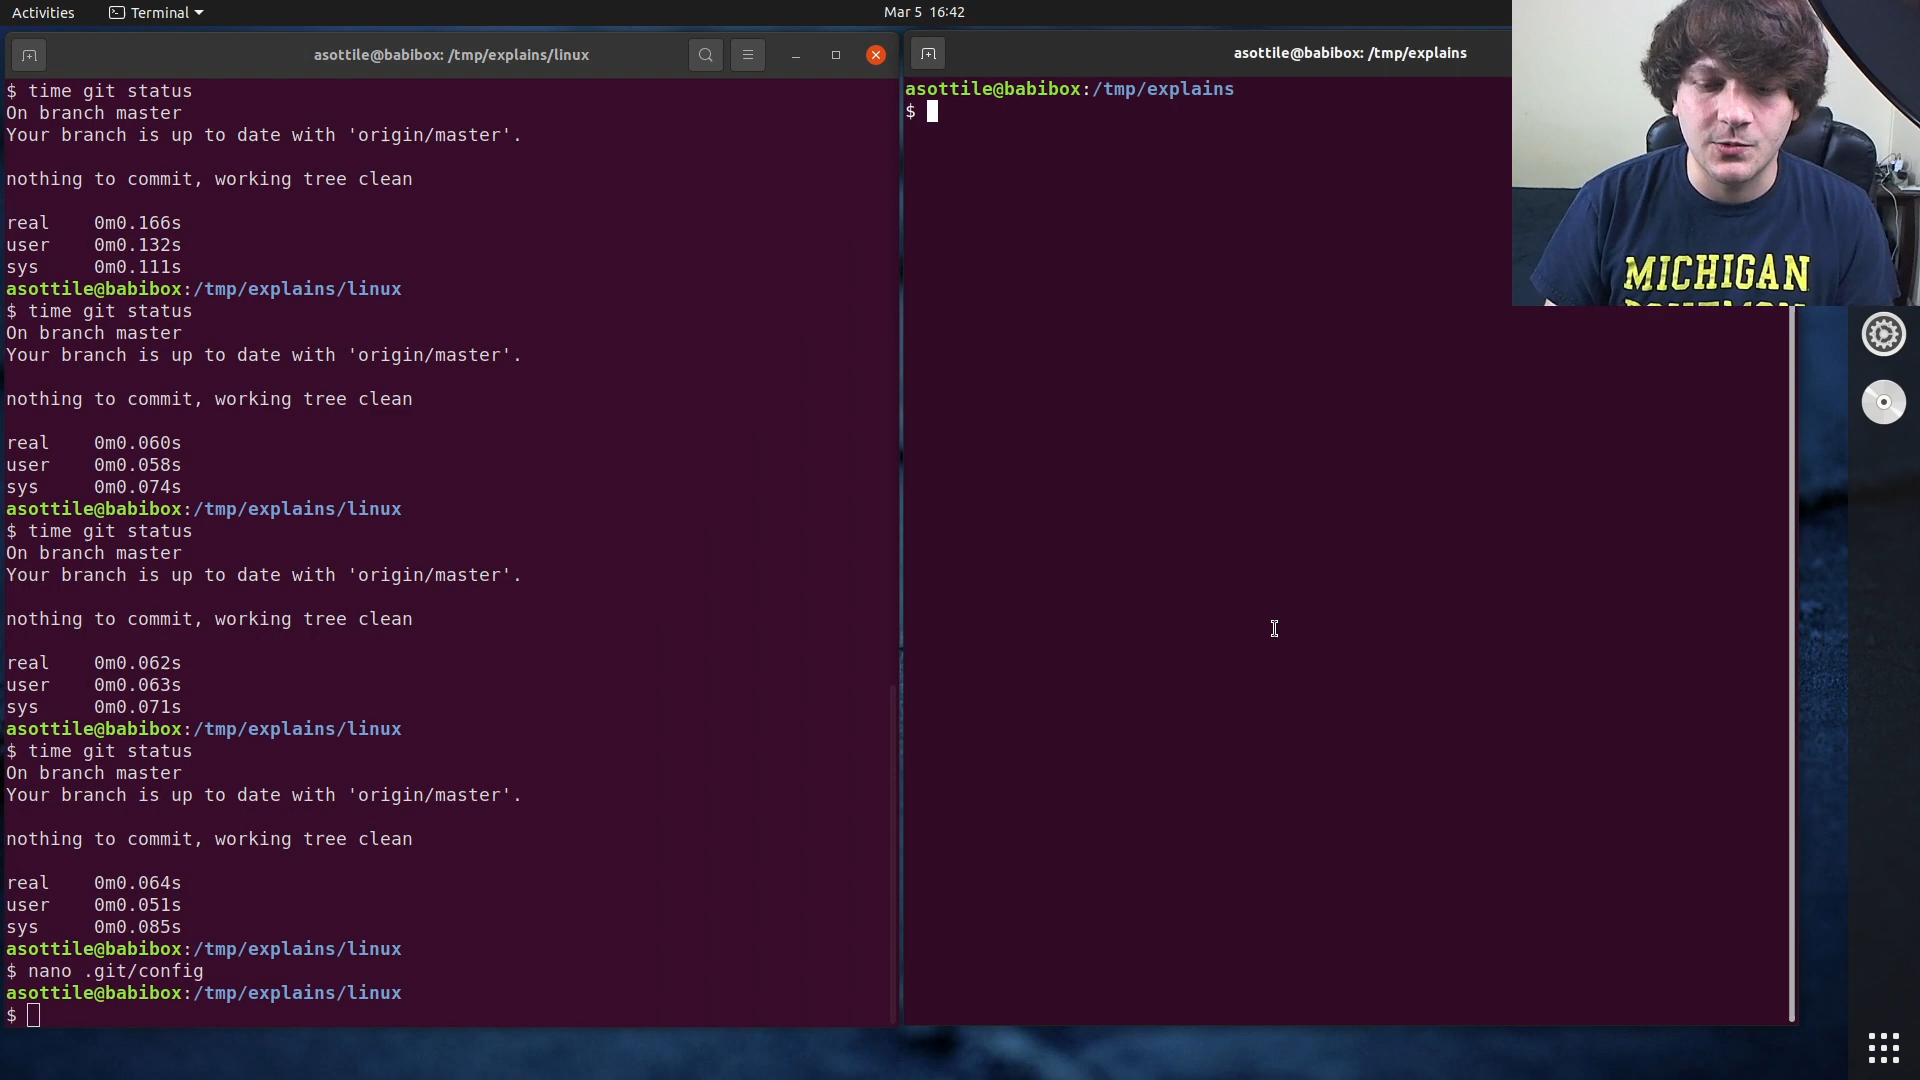 Activities
Terminal
Mar 5 16:42
asottile@babibox: /tmp/explains/linux
$ time git status
On branch master
Your branch is up to date with 'origin/master'.
nothing to commit, working tree clean
real 0m0.166s
user 0m0.132s
sys 0m0.111s
asottile@babibox:/tmp/explains/linux
$ time git status
On branch master
Your branch is up to date with 'origin/master'.
nothing to commit, working tree clean
real 0m0.060s
user 0m0.058s
sys 0m0.074s
asottile@babibox:/tmp/explains/linux
$ time git status
On branch master
Your branch is up to date with 'origin/master'.
nothing to commit, working tree clean
real 0m0.062s
user 0m0.063s
sys 0m0.071s
asottile@babibox:/tmp/explains/linux
$ time git status
On branch master
Your branch is up to date with 'origin/master'.
nothing to commit, working tree clean
real 0m0.064s
user 0m0.051s
sys 0m0.085s
asottile@babibox:/tmp/explains/linux
$ nano .git/config
asottile@babibox:/tmp/explains/linux
$
asottile@babibox: /tmp/explains
asottile@babibox:/tmp/explains
$
MICHIGAN